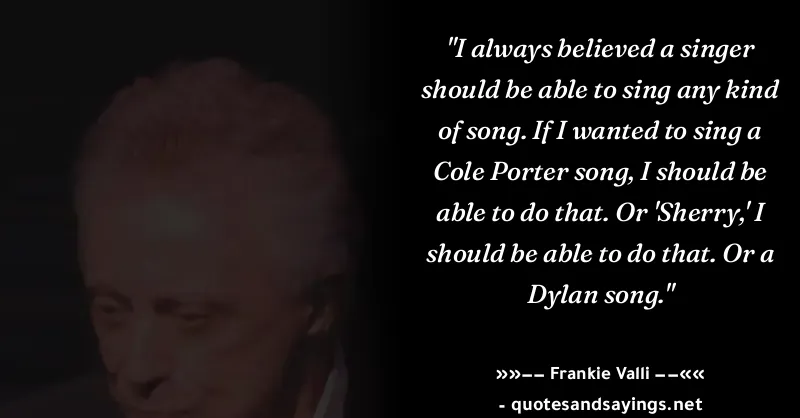 "I always believed a singer
should be able to sing any kind
of song. If I wanted to sing a
Cole Porter song, I should be
able to do that. Or 'Sherry,' I
should be able to do that. Or a
Dylan song."
»»−− Frankie Valli −−««
- quotesandsayings.net